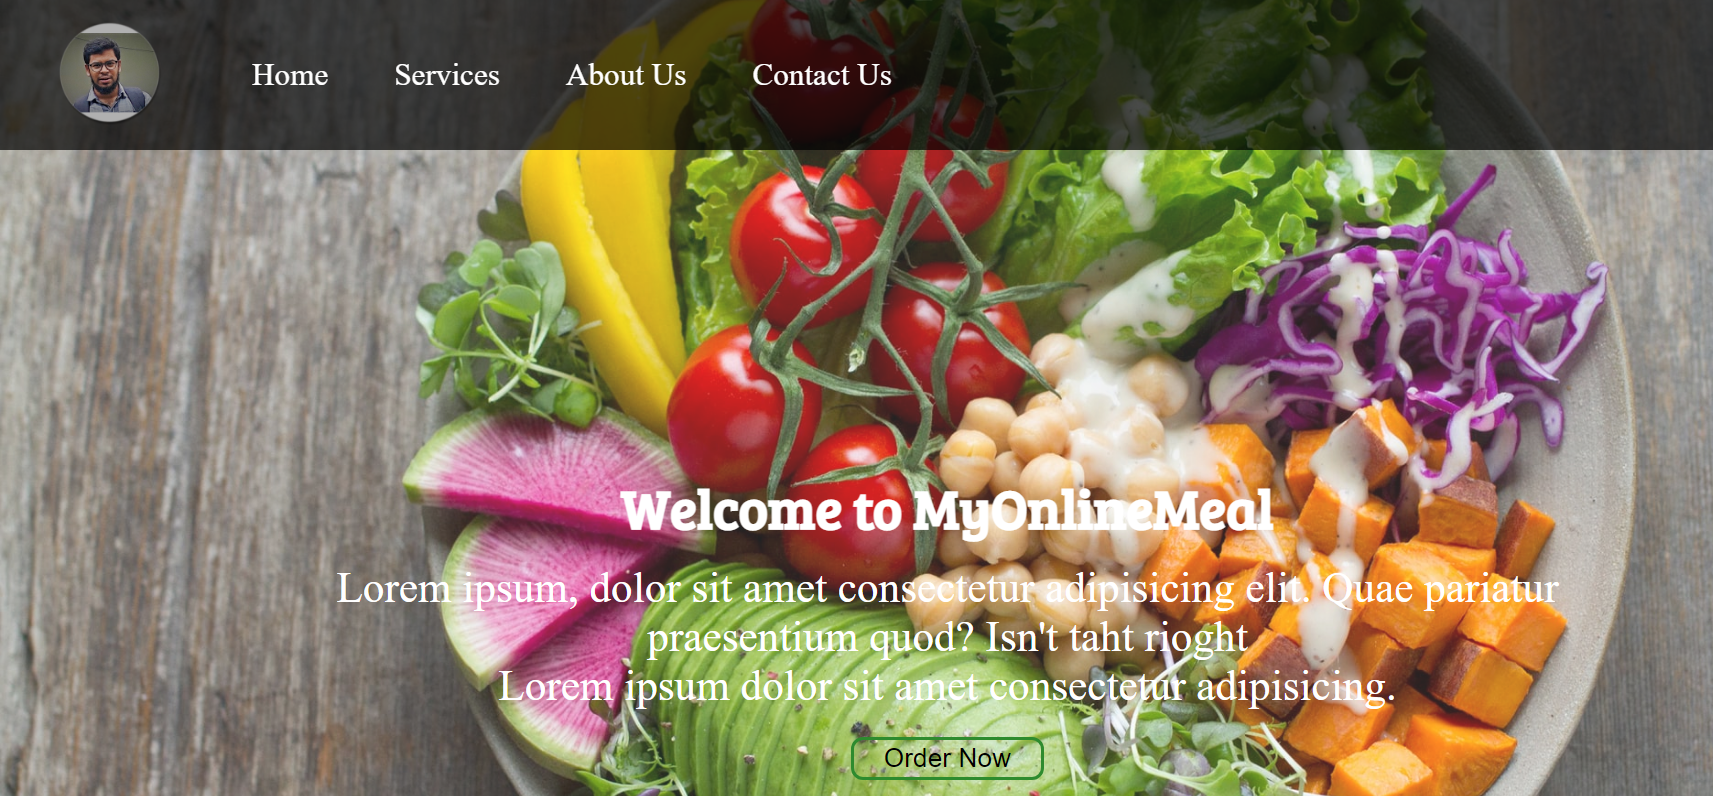 Home Services About Us Contact Us
Welcome to MyOnlineMeal
Lorem ipsum, dolor sit amet consectetur adipisicing elit. Quae pariatur
praesentium quod? Isn't taht rioght
Lorem ipsum dolor sit amet consectetur adipisicing.
Order Now